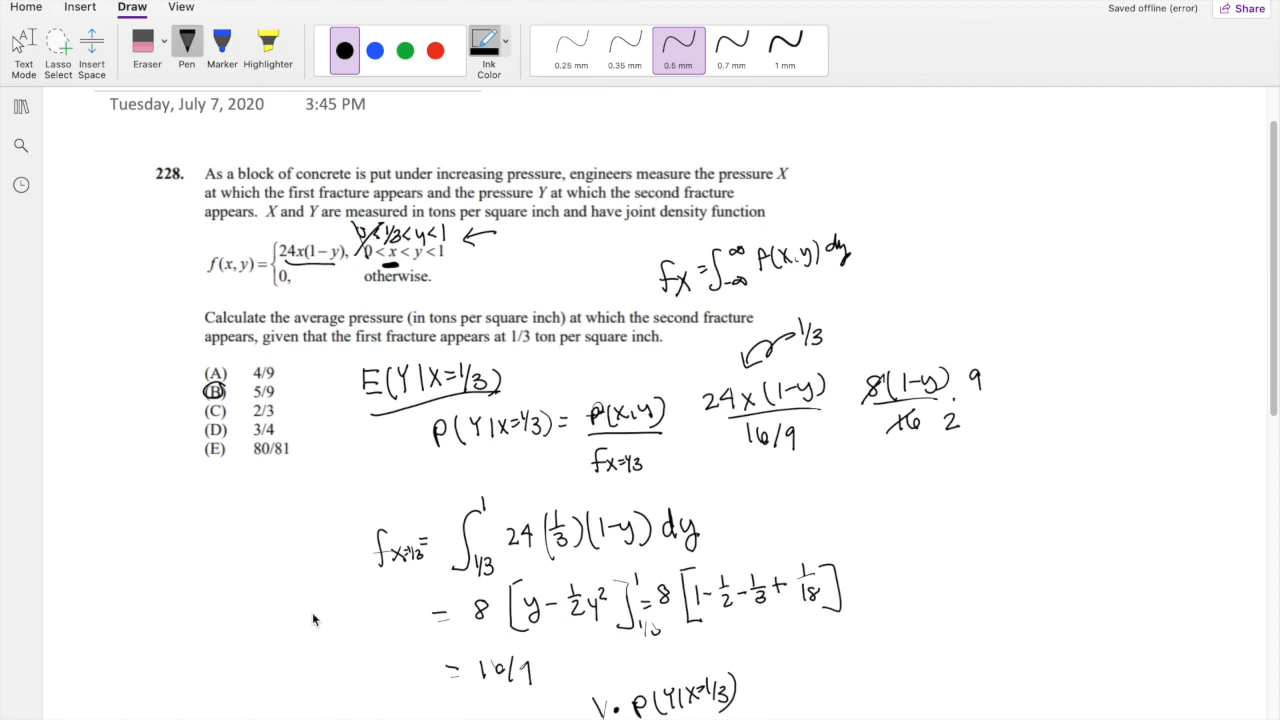 Home Insert Draw View
Saved offline (error) Share
Text Mode
Lasso Select
Insert Space
Eraser
Pen
Marker
Highlighter
Ink Color
0.25 mm 0.35 mm 0.5 mm 0.7 mm 1 mm
Tuesday, July 7, 2020 3:45 PM
228. As a block of concrete is put under increasing pressure, engineers measure the pressure X
at which the first fracture appears and the pressure Y at which the second fracture
appears. X and Y are measured in tons per square inch and have joint density function
1/3 < y < 1
f(x, y) = { 24x(1 − y), 0 < x < y < 1
0, otherwise.
fx = ∫_{-∞}^{∞} P(x,y) dy
Calculate the average pressure (in tons per square inch) at which the second fracture
appears, given that the first fracture appears at 1/3 ton per square inch.
1/3
(A) 4/9
(B) 5/9
(C) 2/3
(D) 3/4
(E) 80/81
E(Y|X=1/3)
P(Y|X=1/3) = P(X,Y) / fx=1/3
24x(1-y) / 16/9
8(1-y) · 9 / 16 2
fx=1/3 = ∫_{1/3}^{1} 24(1/3)(1-y) dy
= 8[y - 1/2y²]_{1/3}^{1} = 8[1 - 1/2 - 1/3 + 1/18]
= 16/9
Y · P(Y|X=1/3)